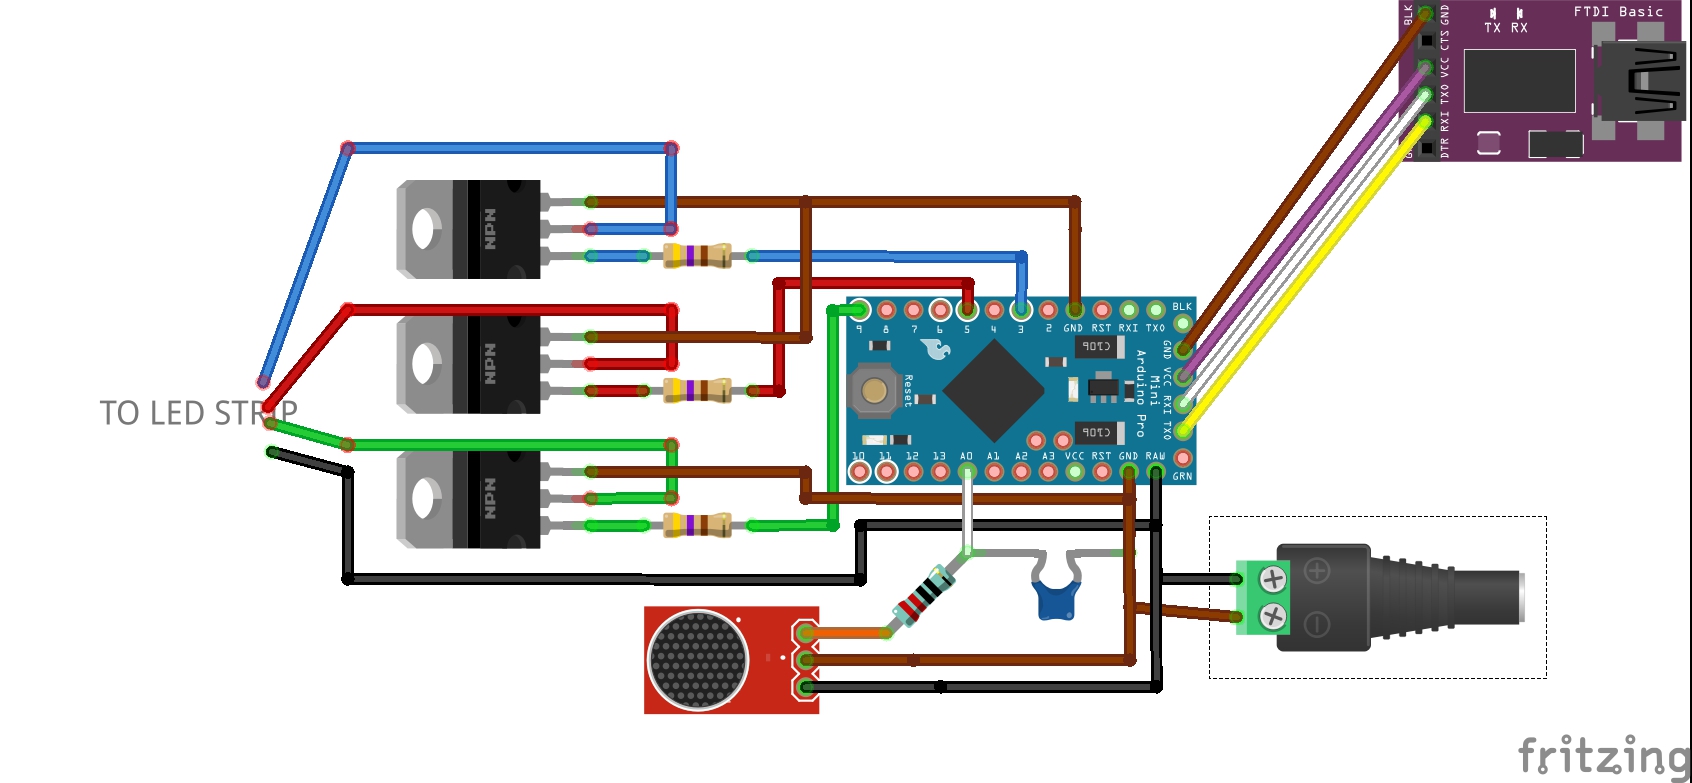 FTDI Basic
TX RX
BLK
GND
CTS
VCC
TXO
RXI
DTR
G
NPN
NPN
NPN
TO LED STRIP
9 8 7 6 5 4 3 2 GND RST RXI TXO BLK
GND
VCC
RXI
TXO
Reset
Arduino Pro
Mini
10 11 12 13 A0 A1 A2 A3 VCC RST GND RAW
GRN
fritzing